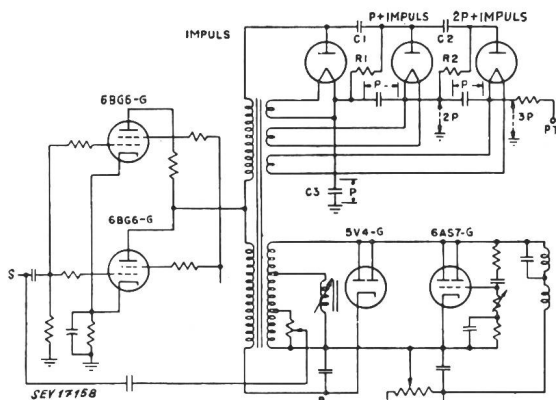 P+IMPULS
2P+IMPULS
IMPULS
C1
C2
R1
R2
P
P
6BG6-G
2P
3P
PT
C3
P
6BG6-G
5V4-G
6AS7-G
S
SEV17158